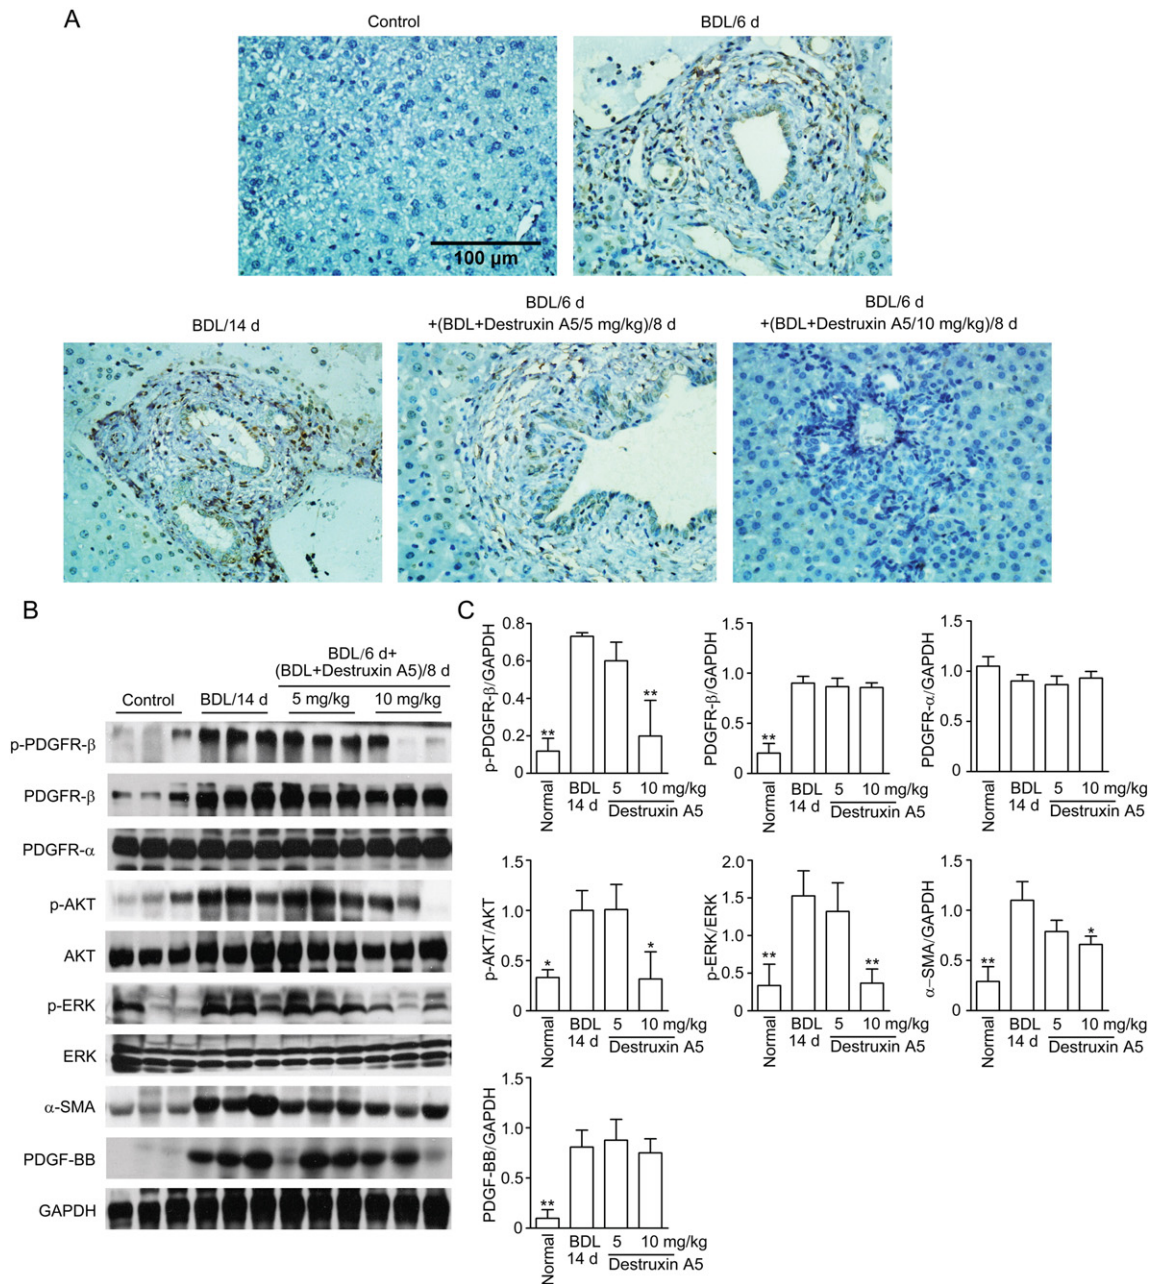 A
Control
BDL/6 d
100 μm
BDL/14 d
BDL/6 d
+(BDL+Destruxin A5/5 mg/kg)/8 d
BDL/6 d
+(BDL+Destruxin A5/10 mg/kg)/8 d
B
BDL/6 d+
(BDL+Destruxin A5)/8 d
Control
BDL/14 d
5 mg/kg
10 mg/kg
p-PDGFR-β
PDGFR-β
PDGFR-α
p-AKT
AKT
p-ERK
ERK
α-SMA
PDGF-BB
GAPDH
C
p-PDGFR-β/GAPDH
0.8
0.6
0.4
0.2
0
**
**
Normal
BDL
14 d
5
10 mg/kg
Destruxin A5
PDGFR-β/GAPDH
1.5
1.0
0.5
0
**
Normal
BDL
14 d
5
10 mg/kg
Destruxin A5
PDGFR-α/GAPDH
1.5
1.0
0.5
0
Normal
BDL
14 d
5
10 mg/kg
Destruxin A5
p-AKT/AKT
1.5
1.0
0.5
0
*
*
Normal
BDL
14 d
5
10 mg/kg
Destruxin A5
p-ERK/ERK
2.0
1.5
1.0
0.5
0
**
**
Normal
BDL
14 d
5
10 mg/kg
Destruxin A5
α–SMA/GAPDH
1.5
1.0
0.5
0
**
*
Normal
BDL
14 d
5
10 mg/kg
Destruxin A5
PDGF-BB/GAPDH
1.5
1.0
0.5
0
**
Normal
BDL
14 d
5
10 mg/kg
Destruxin A5